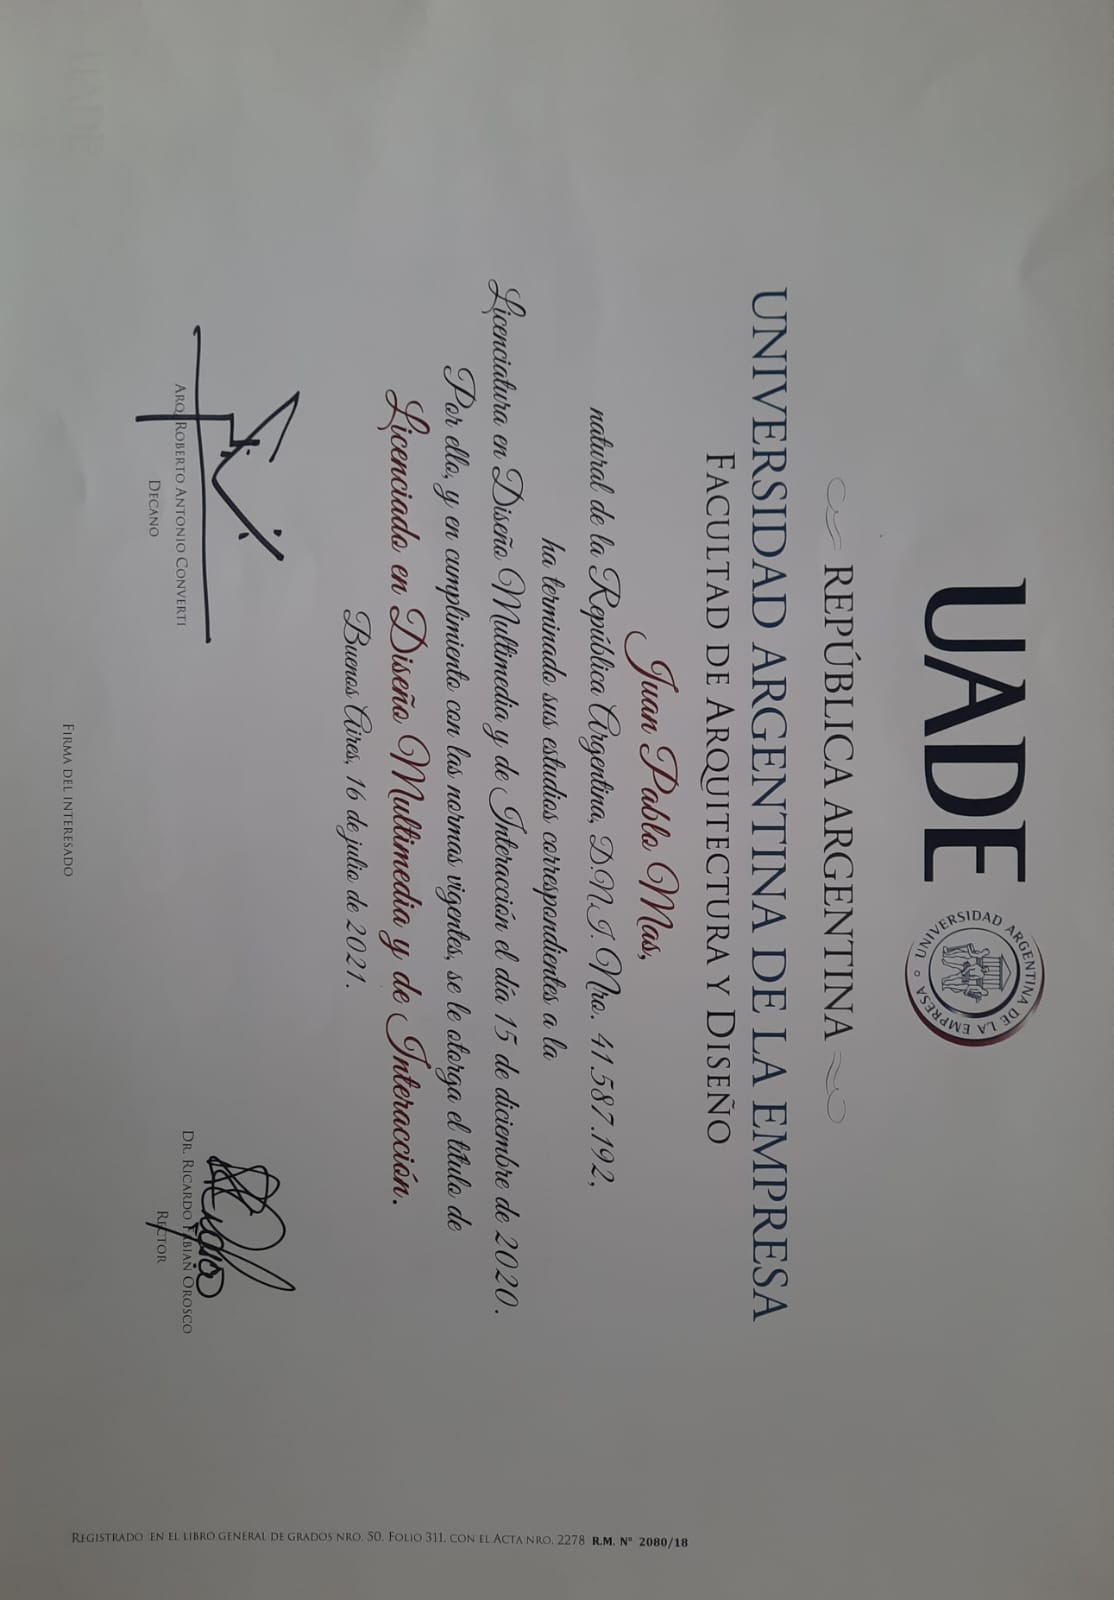 UADE
UNIVERSIDAD ARGENTINA DE LA EMPRESA
REPÚBLICA ARGENTINA
UNIVERSIDAD ARGENTINA DE LA EMPRESA
FACULTAD DE ARQUITECTURA Y DISEÑO
Juan Pablo Mas,
natural de la República Argentina, D.N.I. Nro. 41.587.192,
ha terminado sus estudios correspondientes a la
Licenciatura en Diseño Multimedia y de Interacción el día 15 de diciembre de 2020.
Por ello, y en cumplimiento con las normas vigentes, se le otorga el título de
Licenciado en Diseño Multimedia y de Interacción.
Buenos Aires, 16 de julio de 2021.
ARQ. ROBERTO ANTONIO CONVERTI
DECANO
DR. RICARDO FABIAN OROSCO
RECTOR
FIRMA DEL INTERESADO
UADE
REGISTRADO EN EL LIBRO GENERAL DE GRADOS NRO. 50, FOLIO 311, CON EL ACTA NRO. 2278 R.M. N° 2080/18